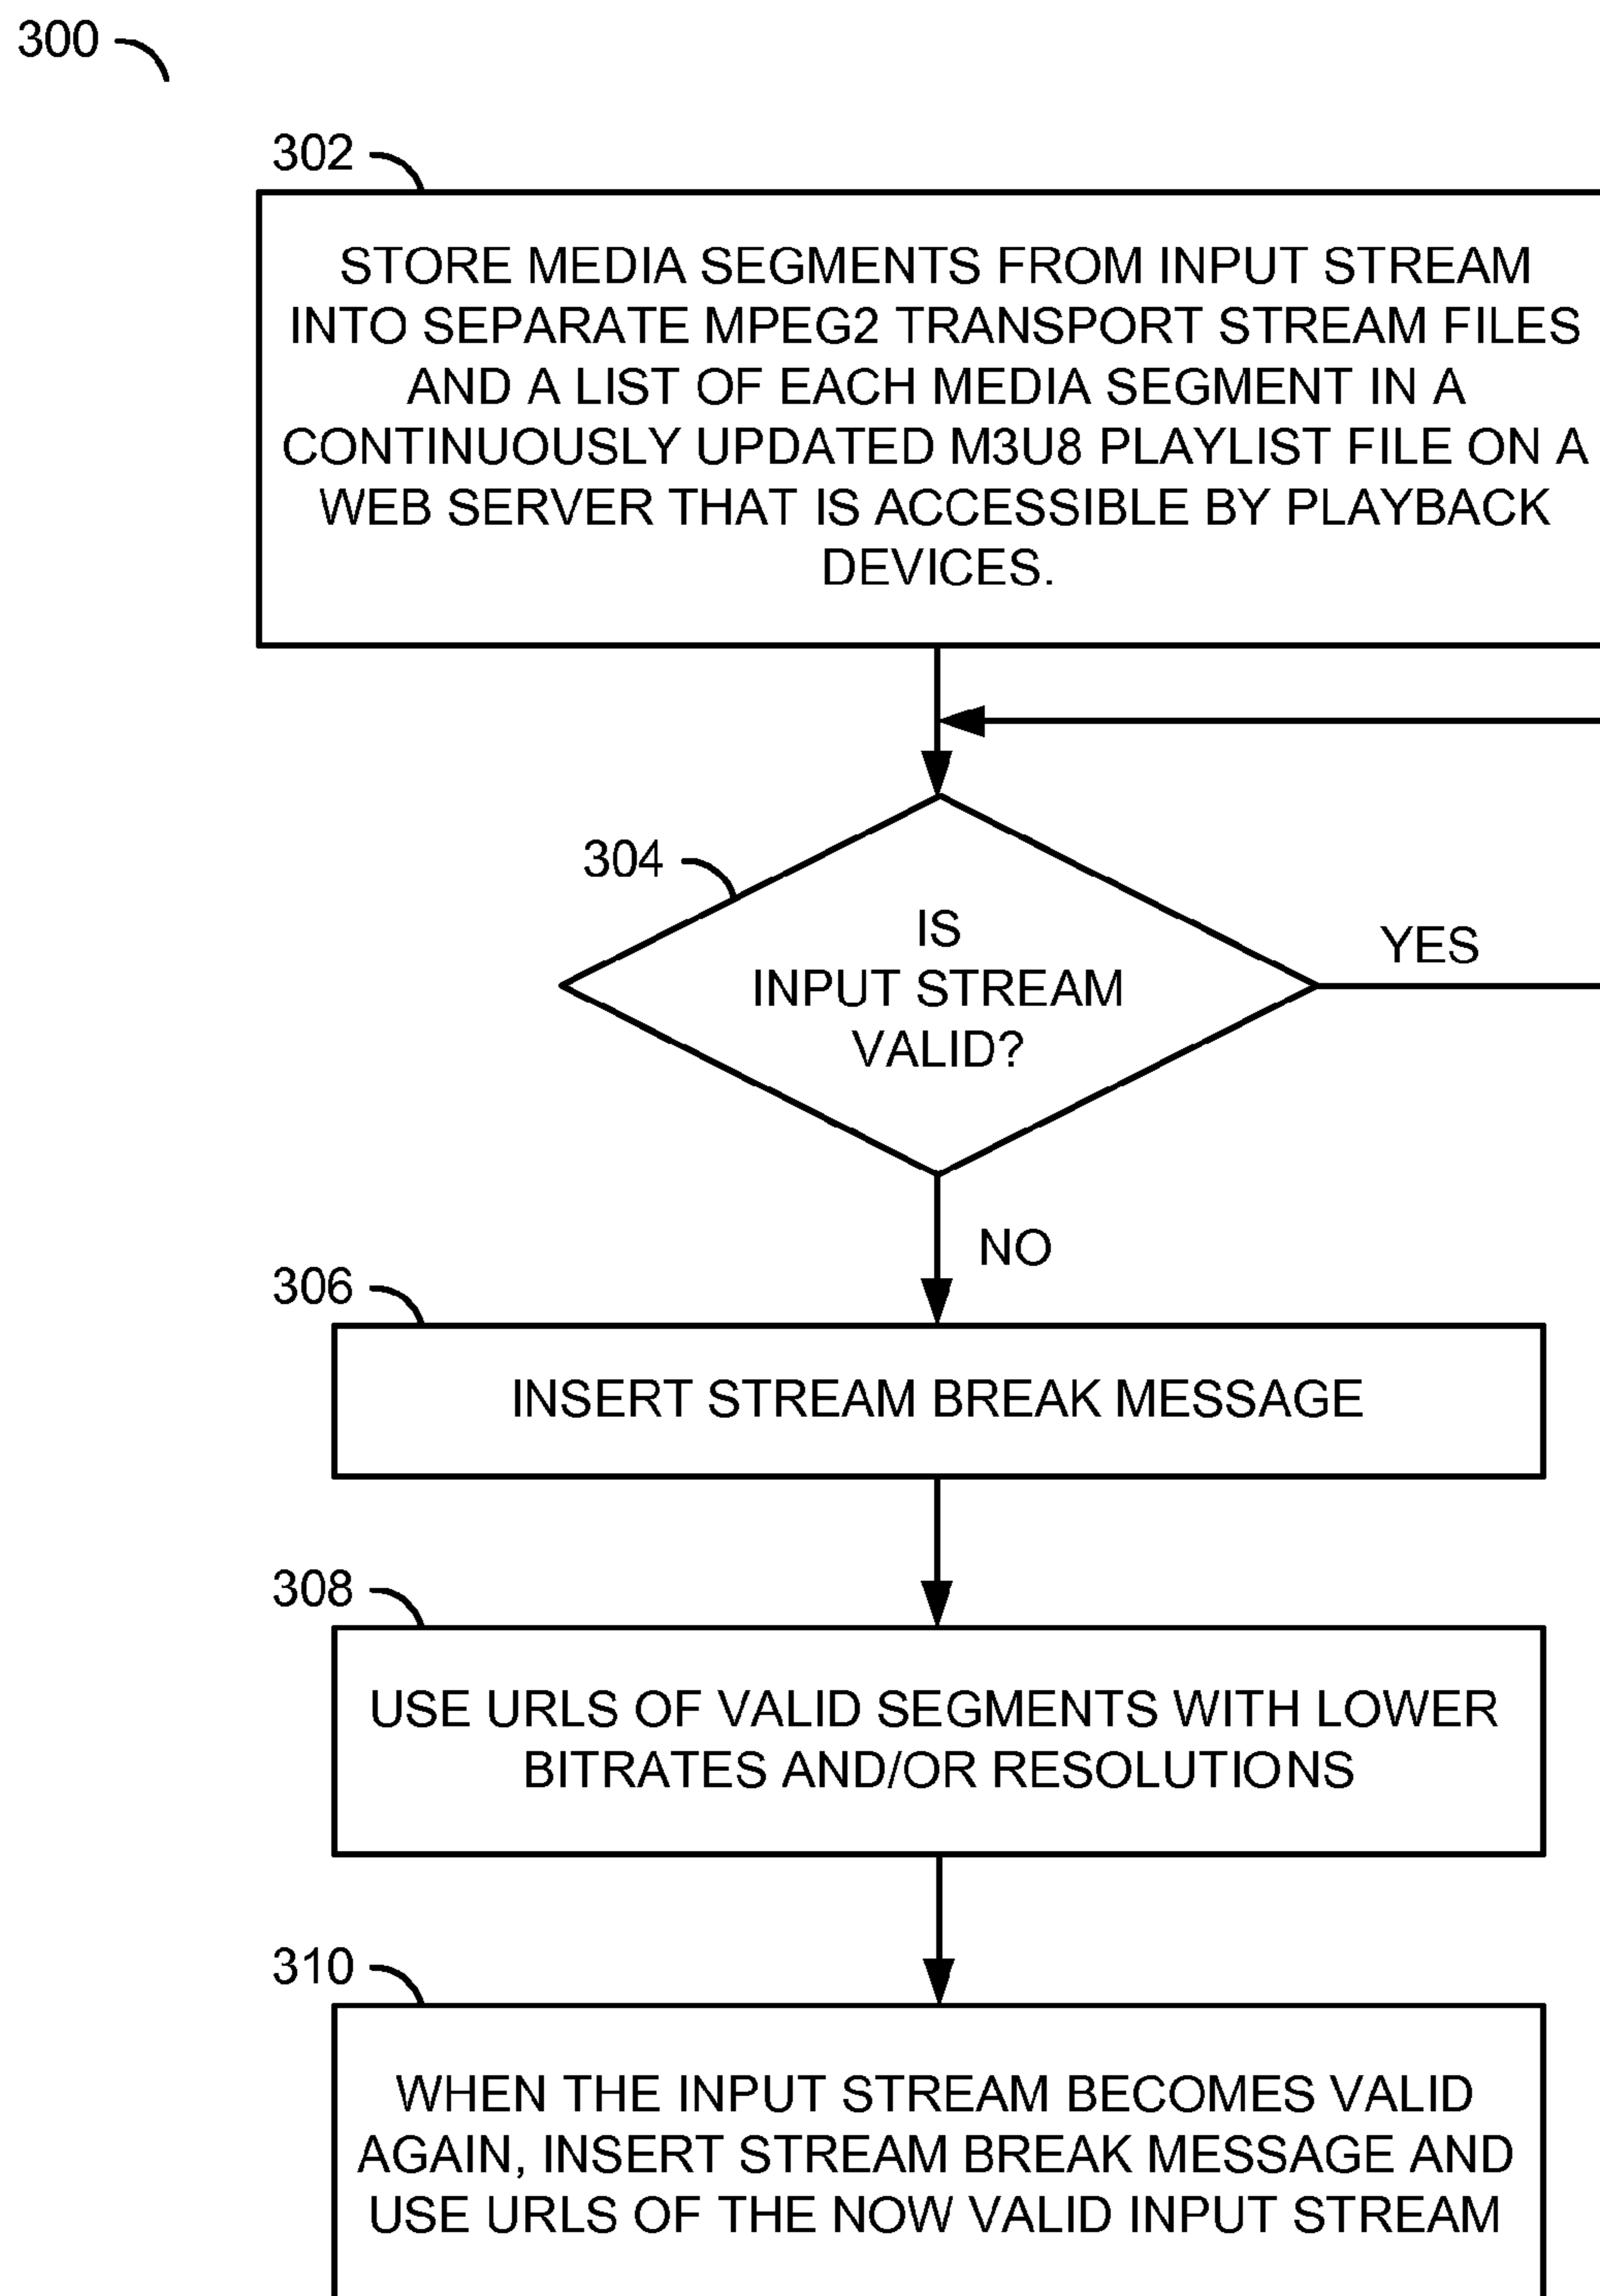 300
302
STORE MEDIA SEGMENTS FROM INPUT STREAM
INTO SEPARATE MPEG2 TRANSPORT STREAM FILES
AND A LIST OF EACH MEDIA SEGMENT IN A
CONTINUOUSLY UPDATED M3U8 PLAYLIST FILE ON A
WEB SERVER THAT IS ACCESSIBLE BY PLAYBACK
DEVICES.
304
IS
INPUT STREAM
VALID?
YES
NO
306
INSERT STREAM BREAK MESSAGE
308
USE URLS OF VALID SEGMENTS WITH LOWER
BITRATES AND/OR RESOLUTIONS
310
WHEN THE INPUT STREAM BECOMES VALID
AGAIN, INSERT STREAM BREAK MESSAGE AND
USE URLS OF THE NOW VALID INPUT STREAM